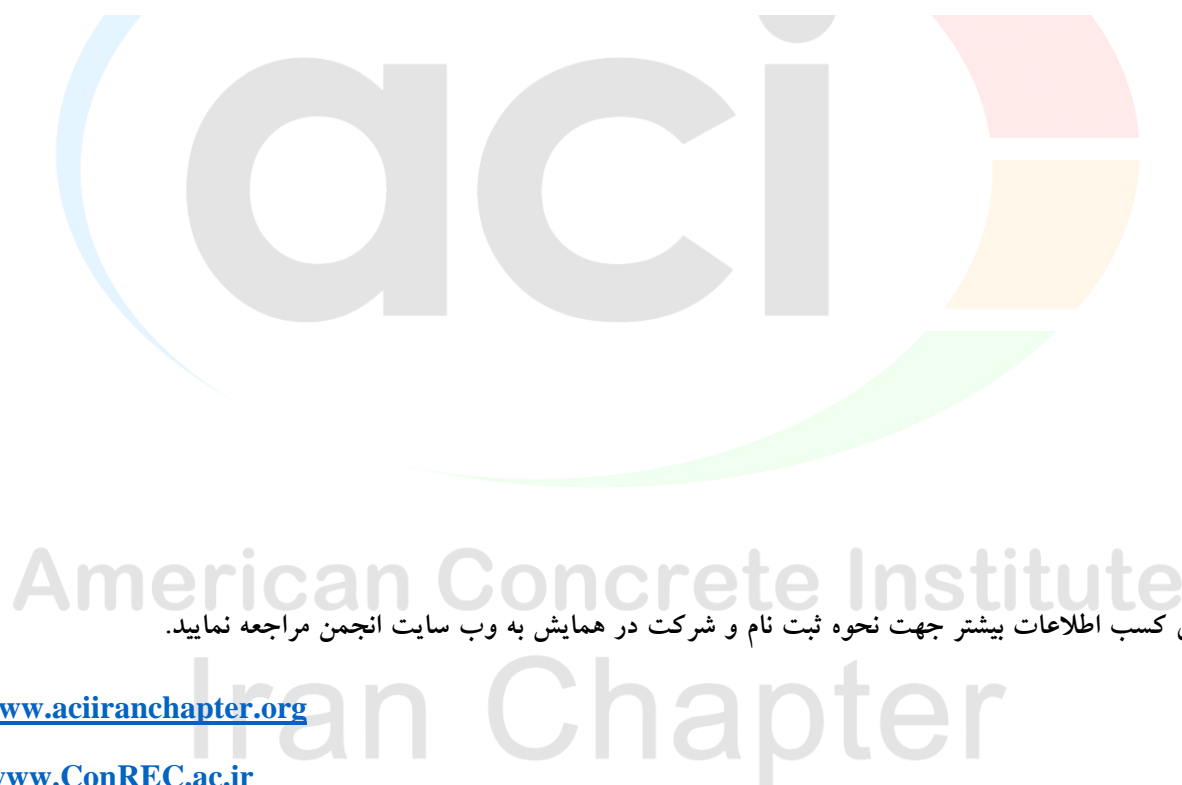 aci
American Concrete Institute
کسب اطلاعات بیشتر جهت نحوه ثبت نام و شرکت در همایش به وب سایت انجمن مراجعه نمایید.
Iran Chapter
ww.aciiranchapter.org
www.ConREC.ac.ir